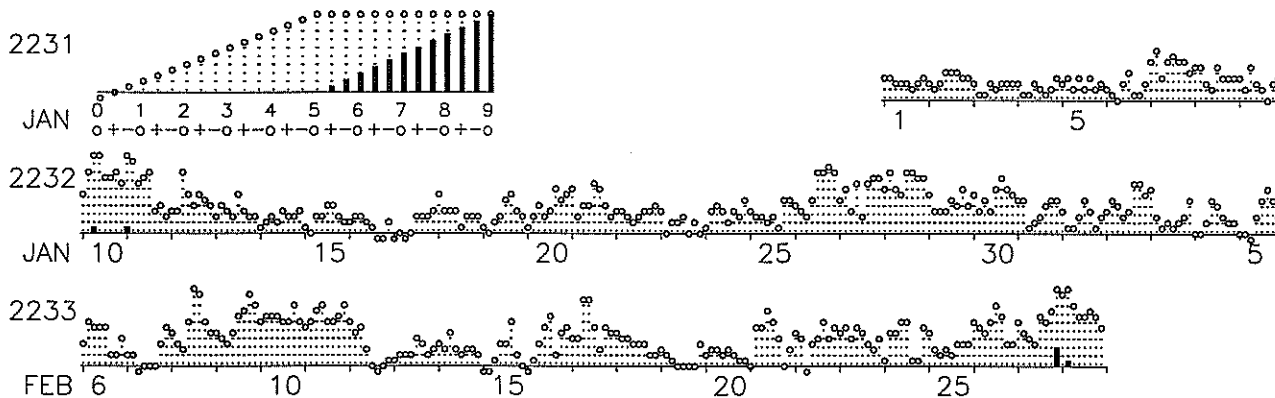 2231
0 1 2 3 4 5 6 7 8 9
JAN o+-o+-o+-o+-o+-o+-o+-o+-o+-o 1 5
2232
JAN 10 15 20 25 30 5
2233
FEB 6 10 15 20 25